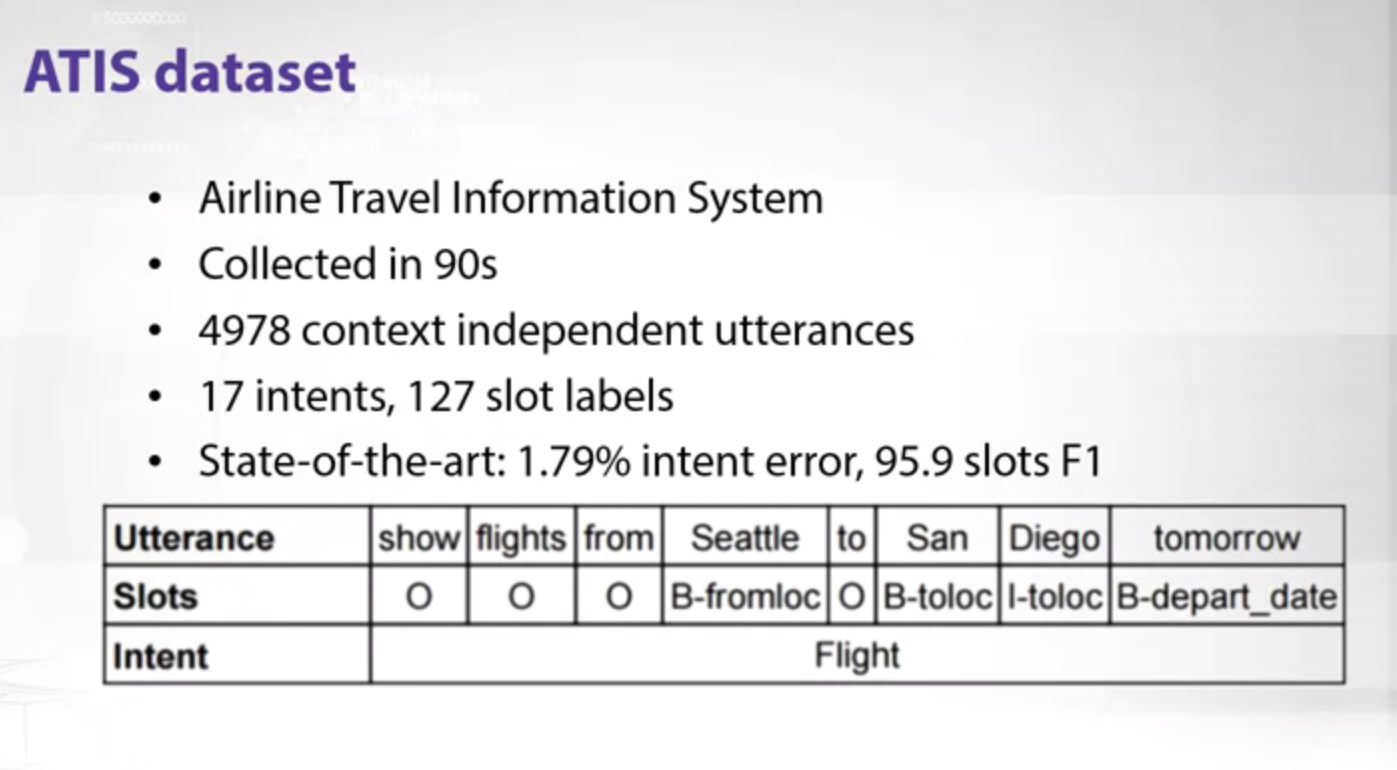 ATIS dataset
• Airline Travel Information System
• Collected in 90s
• 4978 context independent utterances
• 17 intents, 127 slot labels
• State-of-the-art: 1.79% intent error, 95.9 slots F1
Utterance show flights from Seattle to San Diego tomorrow
Slots O O O B-fromloc O B-toloc I-toloc B-depart_date
Intent Flight